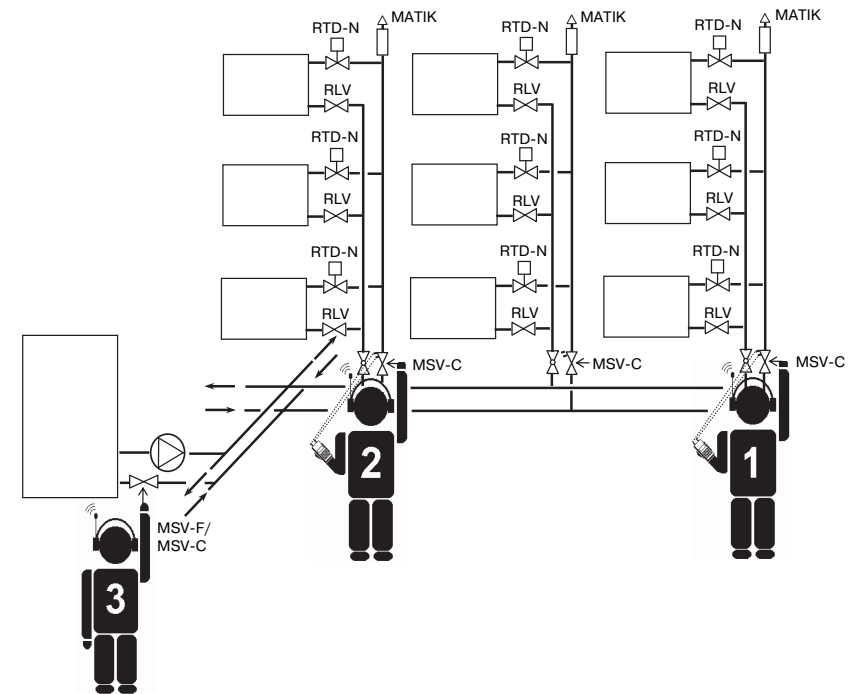 MATIK
RTD-N
MATIK
RTD-N
MATIK
RTD-N
RLV
RLV
RLV
RTD-N
RTD-N
RTD-N
RLV
RLV
RLV
RTD-N
RTD-N
RTD-N
RLV
RLV
RLV
MSV-C
MSV-C
MSV-C
2
1
MSV-F/
MSV-C
3